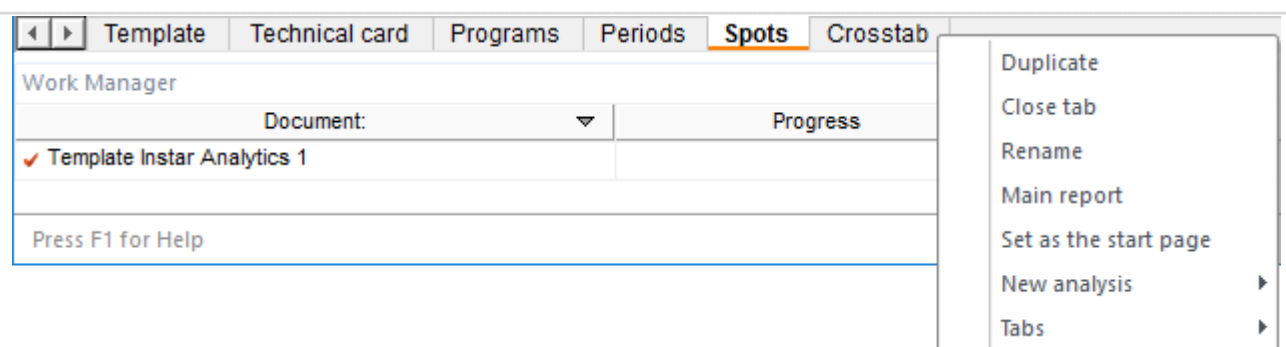 Template Technical card Programs Periods Spots Crosstab
Work Manager
Document: Progress
Template Instar Analytics 1
Press F1 for Help
Duplicate
Close tab
Rename
Main report
Set as the start page
New analysis
Tabs